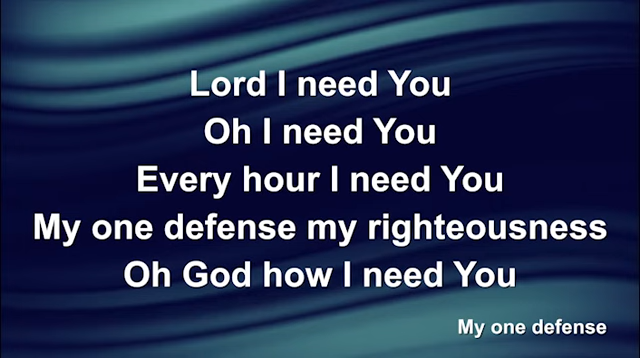 Lord I need You
Oh I need You
Every hour I need You
My one defense my righteousness
Oh God how I need You
My one defense